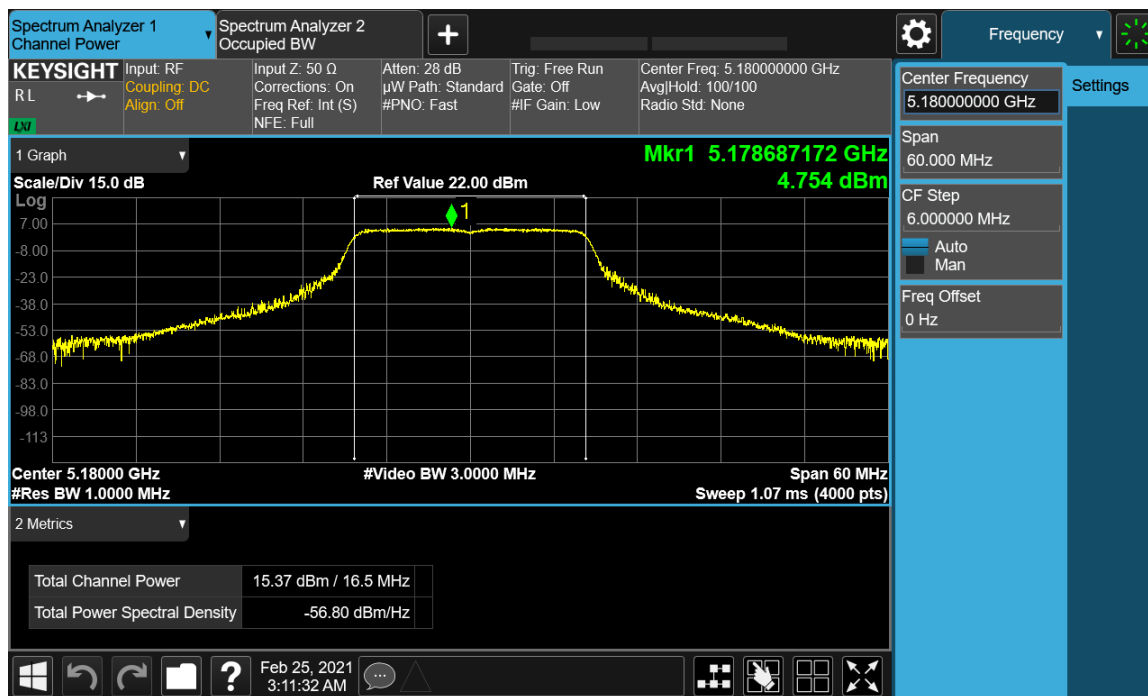 Spectrum Analyzer 1
Channel Power
Spectrum Analyzer 2
Occupied BW
+
Frequency
KEYSIGHT
R L
LXI
Input: RF
Coupling: DC
Align: Off
Input Z: 50 Ω
Corrections: On
Freq Ref: Int (S)
NFE: Full
Atten: 28 dB
µW Path: Standard
#PNO: Fast
Trig: Free Run
Gate: Off
#IF Gain: Low
Center Freq: 5.180000000 GHz
Avg|Hold: 100/100
Radio Std: None
Center Frequency
5.180000000 GHz
Settings
Span
60.000 MHz
CF Step
6.000000 MHz
Auto
Man
Freq Offset
0 Hz
1 Graph
Mkr1 5.178687172 GHz
4.754 dBm
Scale/Div 15.0 dB
Ref Value 22.00 dBm
Log
7.00
-8.00
-23.0
-38.0
-53.0
-68.0
-83.0
-98.0
-113
1
Center 5.18000 GHz
#Video BW 3.0000 MHz
Span 60 MHz
#Res BW 1.0000 MHz
Sweep 1.07 ms (4000 pts)
2 Metrics
Total Channel Power 15.37 dBm / 16.5 MHz
Total Power Spectral Density -56.80 dBm/Hz
?
Feb 25, 2021
3:11:32 AM